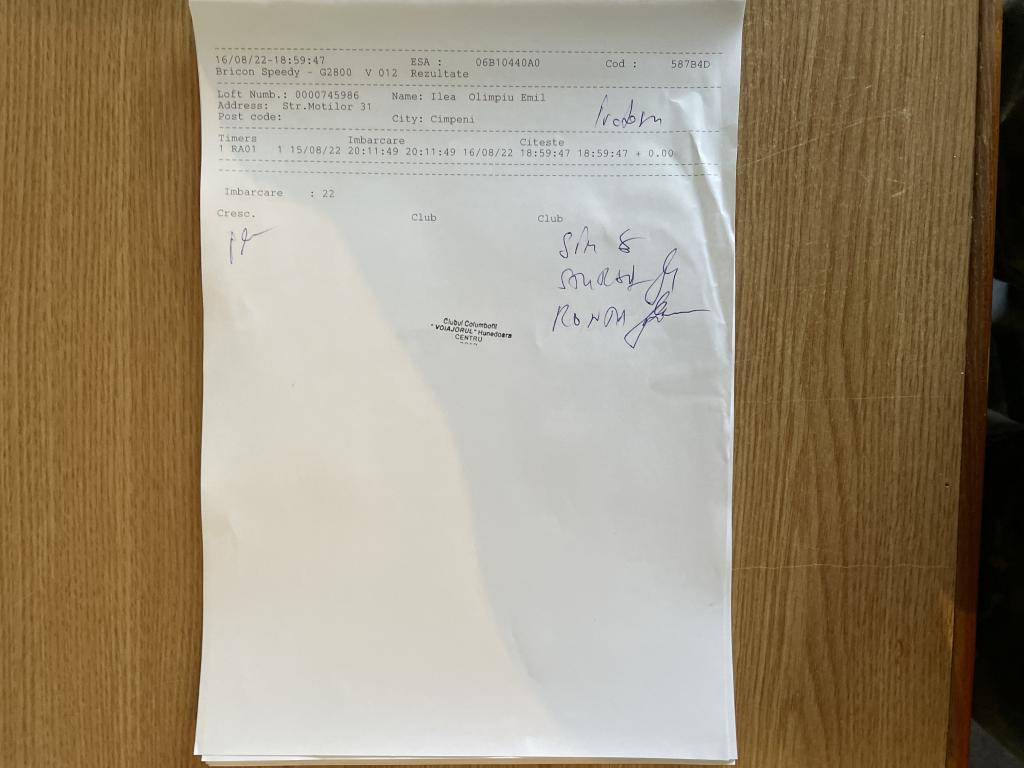 16/08/22-18:59:47 ESA : 06B10440A0 Cod : 587B4D
Bricon Speedy - G2800 V 012 Rezultate
Loft Numb.: 0000745986 Name: Ilea Olimpiu Emil
Address: Str.Motilor 31
Post code: City: Cimpeni
Timers Imbarcare Citeste
1 RA01 1 15/08/22 20:11:49 20:11:49 16/08/22 18:59:47 18:59:47 + 0.00
Imbarcare : 22
Cresc. Club Club
Clubul Columbofil
"VOIAJORUL" Hunedoara
CENTRU